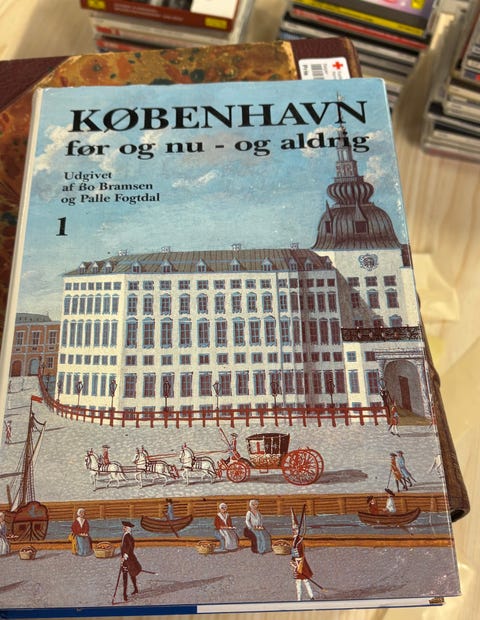 KØBENHAVN
før og nu - og aldrig
Udgivet
af Bo Bramsen
og Palle Fogtdal
1